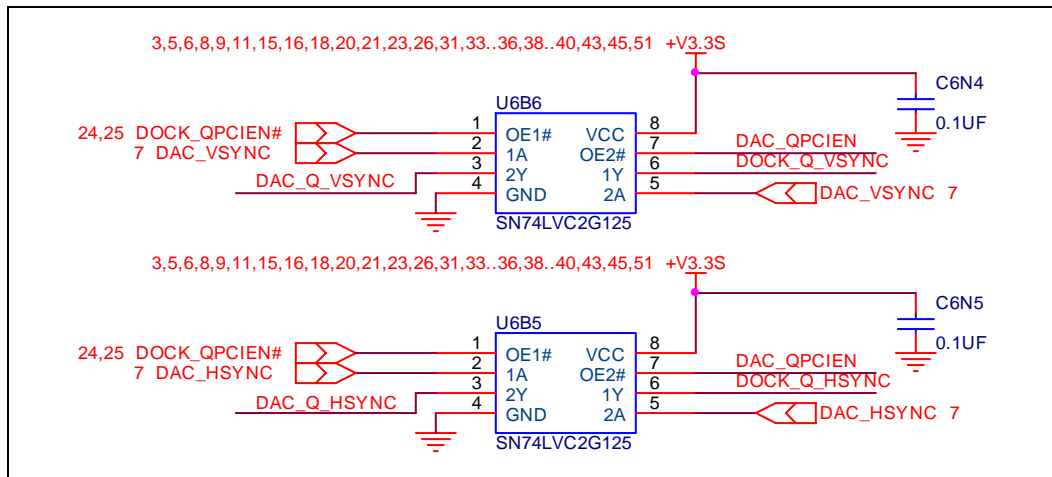 3,5,6,8,9,11,15,16,18,20,21,23,26,31,33..36,38..40,43,45,51 +V3.3S
C6N4
0.1UF
U6B6
24,25 DOCK_QPCIEN# 1 OE1# VCC 8
7 DAC_VSYNC 2 1A OE2# 7 DAC_QPCIEN
3 2Y 1Y 6 DOCK_Q_VSYNC
DAC_Q_VSYNC 4 GND 2A 5 DAC_VSYNC 7
SN74LVC2G125
3,5,6,8,9,11,15,16,18,20,21,23,26,31,33..36,38..40,43,45,51 +V3.3S
C6N5
0.1UF
U6B5
24,25 DOCK_QPCIEN# 1 OE1# VCC 8
7 DAC_HSYNC 2 1A OE2# 7 DAC_QPCIEN
3 2Y 1Y 6 DOCK_Q_HSYNC
DAC_Q_HSYNC 4 GND 2A 5 DAC_HSYNC 7
SN74LVC2G125